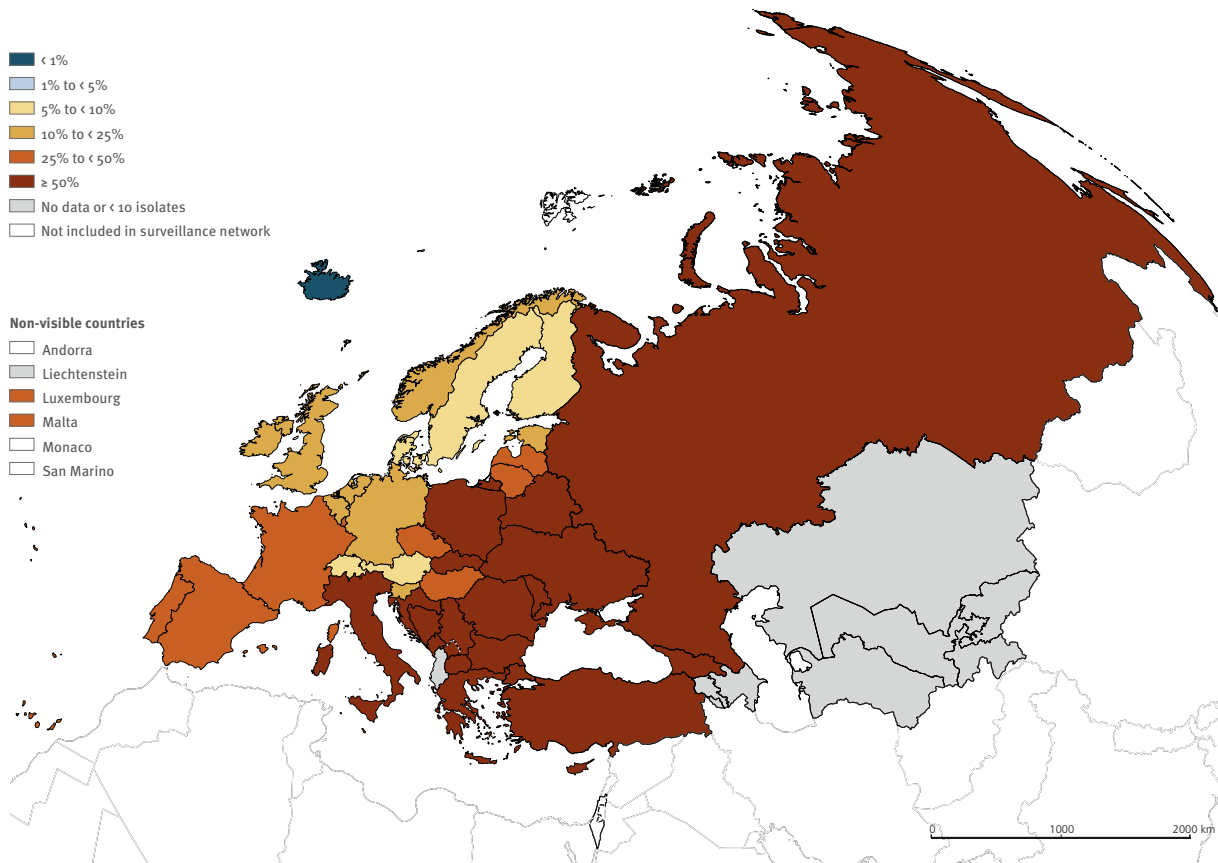 < 1%
1% to < 5%
5% to < 10%
10% to < 25%
25% to < 50%
≥ 50%
No data or < 10 isolates
Not included in surveillance network
Non-visible countries
Andorra
Liechtenstein
Luxembourg
Malta
Monaco
San Marino
0 1000 2000 km